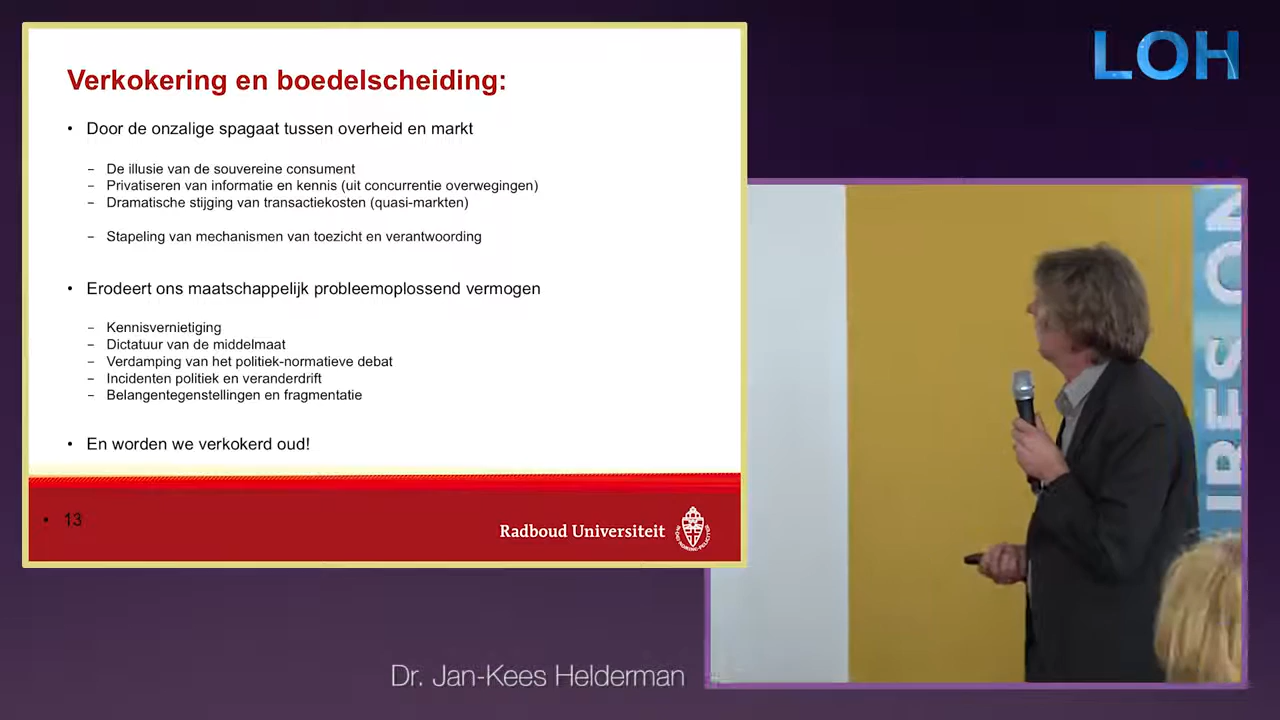 LOH
Verkokering en boedelscheiding:
• Door de onzalige spagaat tussen overheid en markt
– De illusie van de souvereine consument
– Privatiseren van informatie en kennis (uit concurrentie overwegingen)
– Dramatische stijging van transactiekosten (quasi-markten)
– Stapeling van mechanismen van toezicht en verantwoording
• Erodeert ons maatschappelijk probleemoplossend vermogen
– Kennisvernietiging
– Dictatuur van de middelmaat
– Verdamping van het politiek-normatieve debat
– Incidenten politiek en veranderdrift
– Belangentegenstellingen en fragmentatie
• En worden we verkokerd oud!
• 13
Radboud Universiteit
Dr. Jan-Kees Helderman